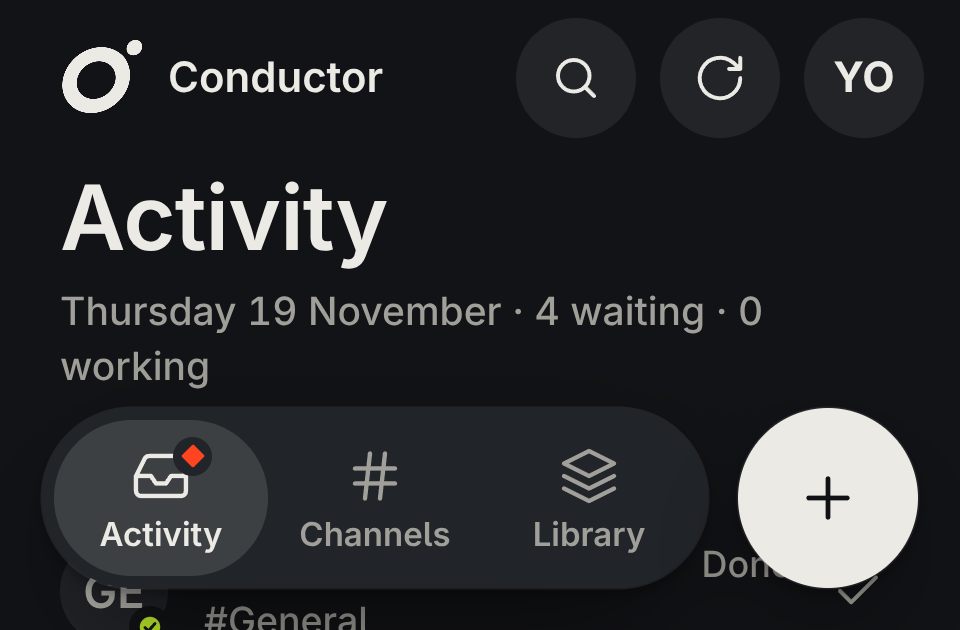 Conductor
YO
Activity
Thursday 19 November · 4 waiting · 0
working
Activity
Channels
Library
GE
#General